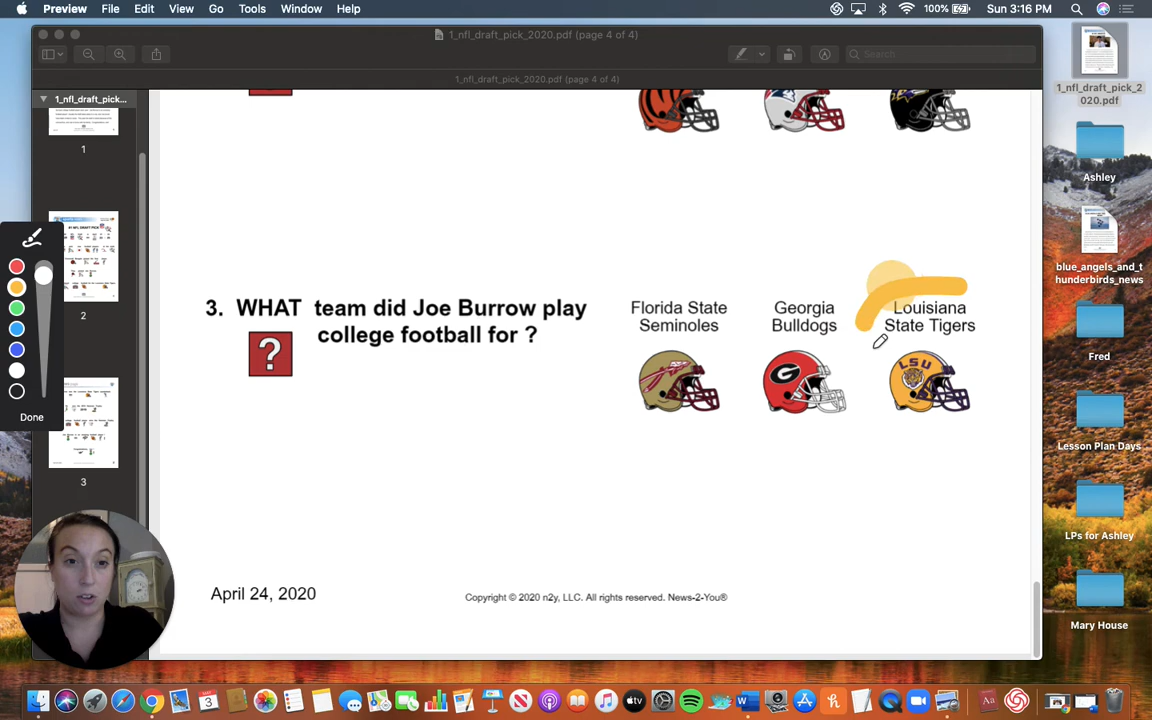 Preview File Edit View Go Tools Window Help
100% Sun 3:16 PM
1_nfl_draft_pick_2020.pdf (page 4 of 4)
Search
1_nfl_draft_pick_2020.pdf (page 4 of 4)
1_nfl_draft_pick...
1
2
3
Done
3. WHAT team did Joe Burrow play
college football for ?
?
Florida State
Seminoles
Georgia
Bulldogs
Louisiana
State Tigers
G
LSU
April 24, 2020
Copyright © 2020 n2y, LLC. All rights reserved. News-2-You®
1_nfl_draft_pick_2
020.pdf
Ashley
blue_angels_and_t
hunderbirds_news
Fred
Lesson Plan Days
LPs for Ashley
Mary House